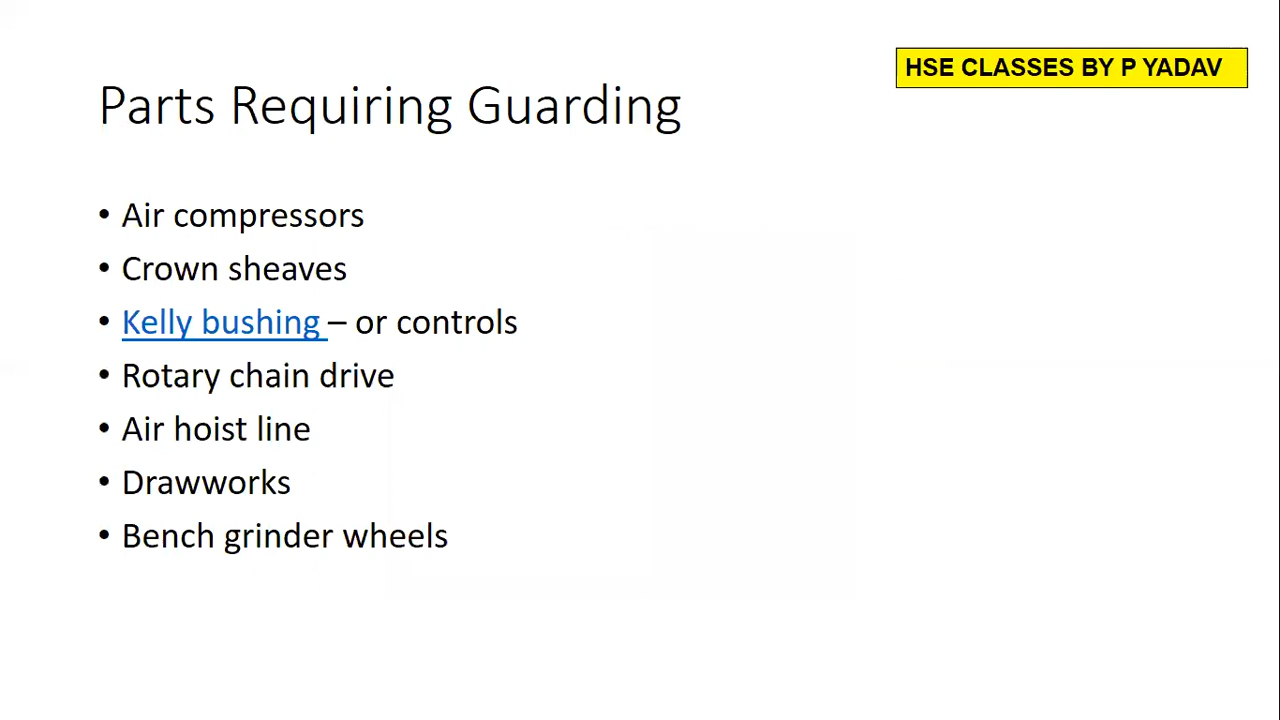 HSE CLASSES BY P YADAV
Parts Requiring Guarding
• Air compressors
• Crown sheaves
• Kelly bushing – or controls
• Rotary chain drive
• Air hoist line
• Drawworks
• Bench grinder wheels